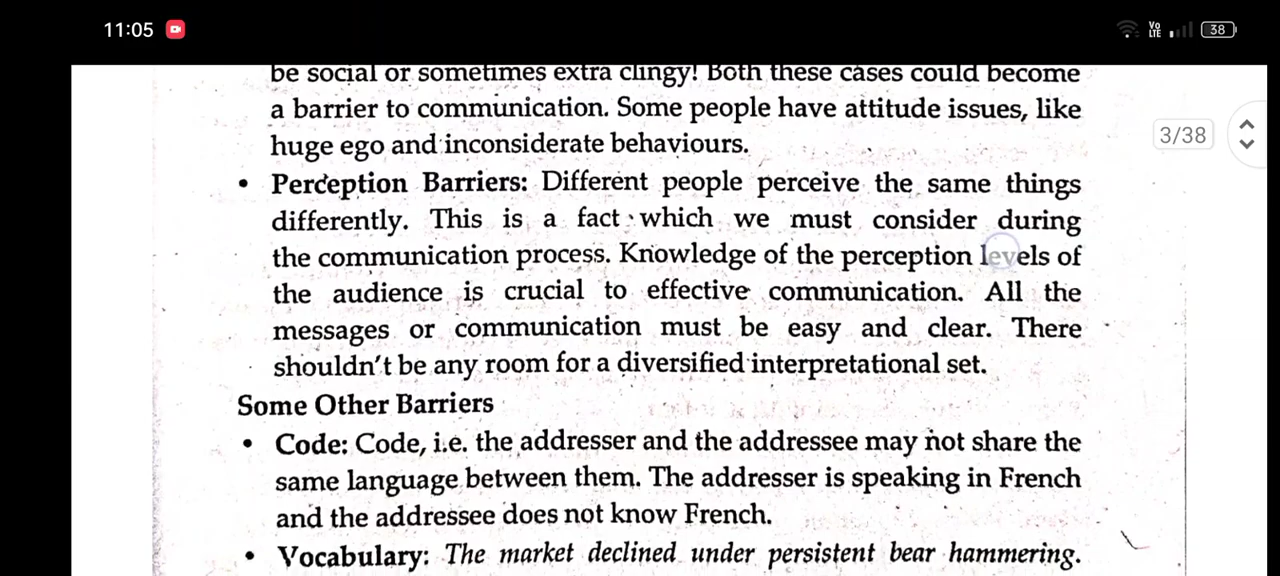 11:05
Vo LTE 38
be social or sometimes extra clingy! Both these cases could become
a barrier to communication. Some people have attitude issues, like
huge ego and inconsiderate behaviours.
3/38
• Perception Barriers: Different people perceive the same things
differently. This is a fact which we must consider during
the communication process. Knowledge of the perception levels of
the audience is crucial to effective communication. All the
messages or communication must be easy and clear. There
shouldn't be any room for a diversified interpretational set.
Some Other Barriers
• Code: Code, i.e. the addresser and the addressee may not share the
same language between them. The addresser is speaking in French
and the addressee does not know French.
• Vocabulary: The market declined under persistent bear hammering.